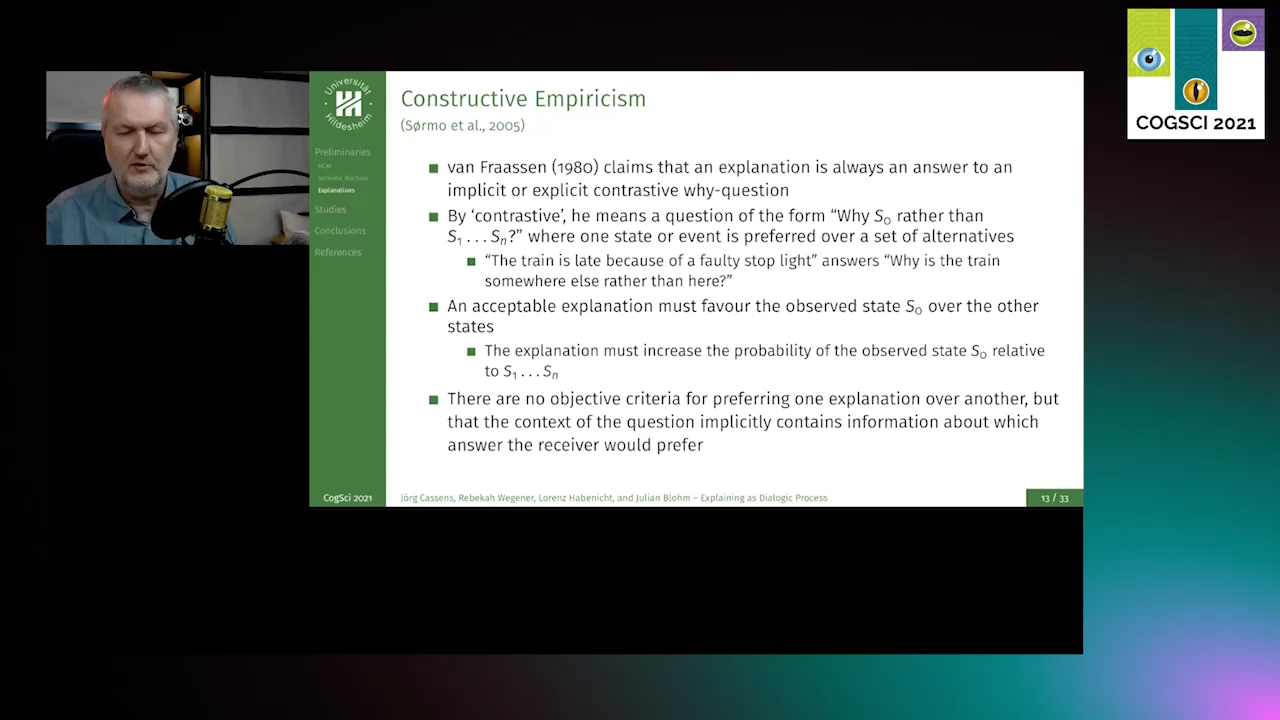 COGSCI 2021
Universität
Hildesheim
Preliminaries
Semiotic Machine
Explanations
Studies
Conclusions
References
CogSci 2021
Constructive Empiricism
(Sørmo et al., 2005)
van Fraassen (1980) claims that an explanation is always an answer to an
implicit or explicit contrastive why-question
By ‘contrastive’, he means a question of the form “Why S₀ rather than
S₁ . . . Sₙ?” where one state or event is preferred over a set of alternatives
“The train is late because of a faulty stop light” answers “Why is the train
somewhere else rather than here?”
An acceptable explanation must favour the observed state S₀ over the other
states
The explanation must increase the probability of the observed state S₀ relative
to S₁ . . . Sₙ
There are no objective criteria for preferring one explanation over another, but
that the context of the question implicitly contains information about which
answer the receiver would prefer
Jörg Cassens, Rebekah Wegener, Lorenz Habenicht, and Julian Blohm – Explaining as Dialogic Process
13 / 33